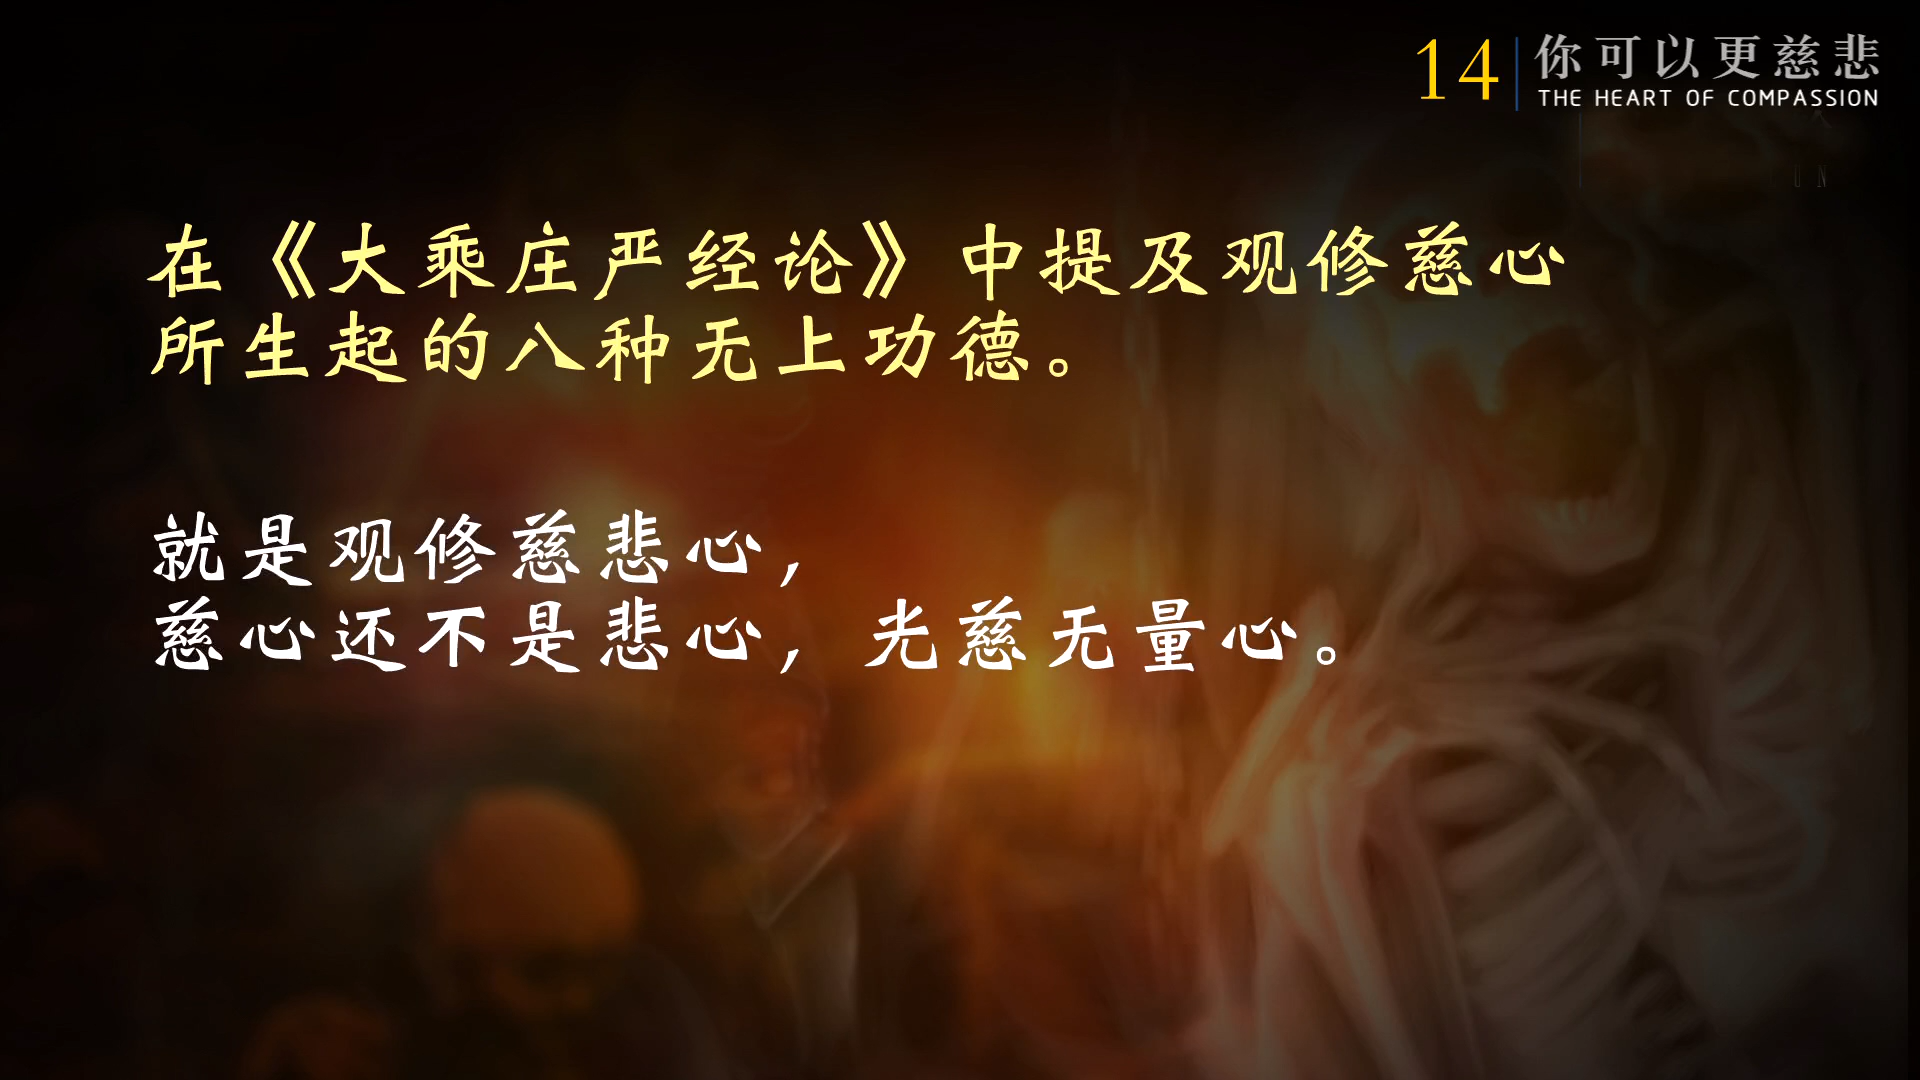 14
你可以更慈悲
THE HEART OF COMPASSION
在《大乘庄严经论》中提及观修慈心
所生起的八种无上功德。
就是观修慈悲心，
慈心还不是悲心，光慈无量心。